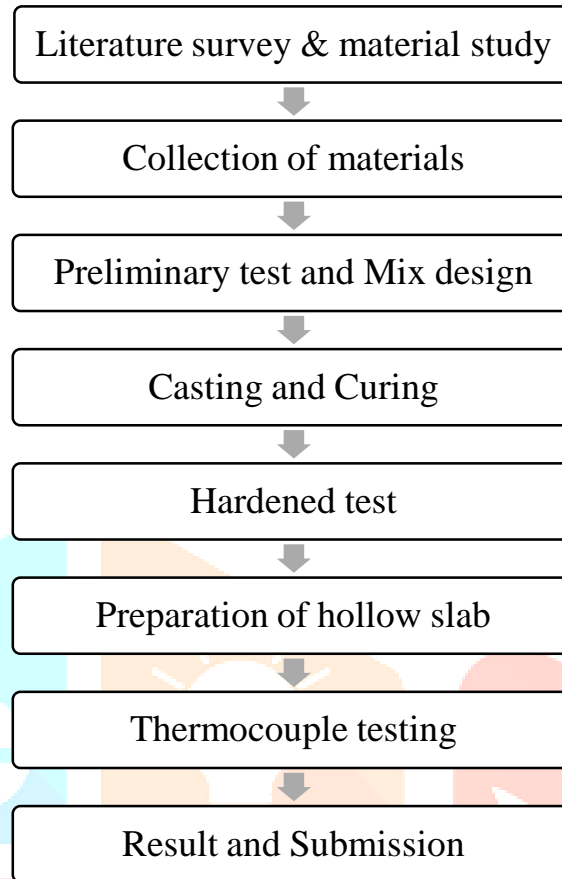 Literature survey & material study
Collection of materials
Preliminary test and Mix design
Casting and Curing
Hardened test
Preparation of hollow slab
Thermocouple testing
Result and Submission